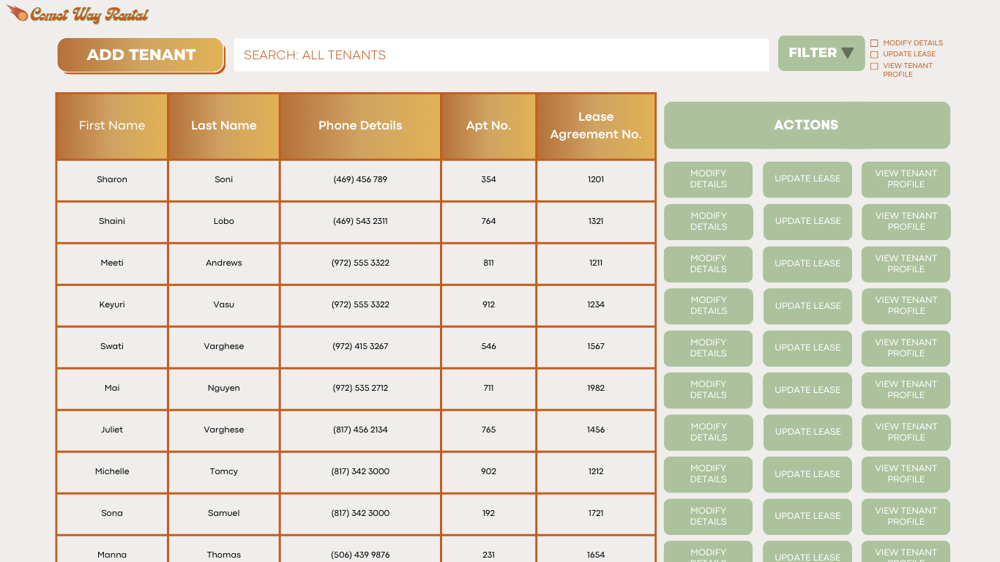 Comet Way Rental
ADD TENANT
SEARCH: ALL TENANTS
FILTER
MODIFY DETAILS
UPDATE LEASE
VIEW TENANT
PROFILE
First Name Last Name Phone Details Apt No. Lease
Agreement No.
ACTIONS
Sharon Soni (469) 456 789 354 1201 MODIFY
DETAILS UPDATE LEASE VIEW TENANT
PROFILE
Shaini Lobo (469) 543 2311 764 1321 MODIFY
DETAILS UPDATE LEASE VIEW TENANT
PROFILE
Meeti Andrews (972) 555 3322 811 1211 MODIFY
DETAILS UPDATE LEASE VIEW TENANT
PROFILE
Keyuri Vasu (972) 555 3322 912 1234 MODIFY
DETAILS UPDATE LEASE VIEW TENANT
PROFILE
Swati Varghese (972) 415 3267 546 1567 MODIFY
DETAILS UPDATE LEASE VIEW TENANT
PROFILE
Mai Nguyen (972) 535 2712 711 1982 MODIFY
DETAILS UPDATE LEASE VIEW TENANT
PROFILE
Juliet Varghese (817) 456 2134 765 1456 MODIFY
DETAILS UPDATE LEASE VIEW TENANT
PROFILE
Michelle Tomcy (817) 342 3000 902 1212 MODIFY
DETAILS UPDATE LEASE VIEW TENANT
PROFILE
Sona Samuel (817) 342 3000 192 1721 MODIFY
DETAILS UPDATE LEASE VIEW TENANT
PROFILE
Manna Thomas (506) 439 9876 231 1654 MODIFY
DETAILS UPDATE LEASE VIEW TENANT
PROFILE